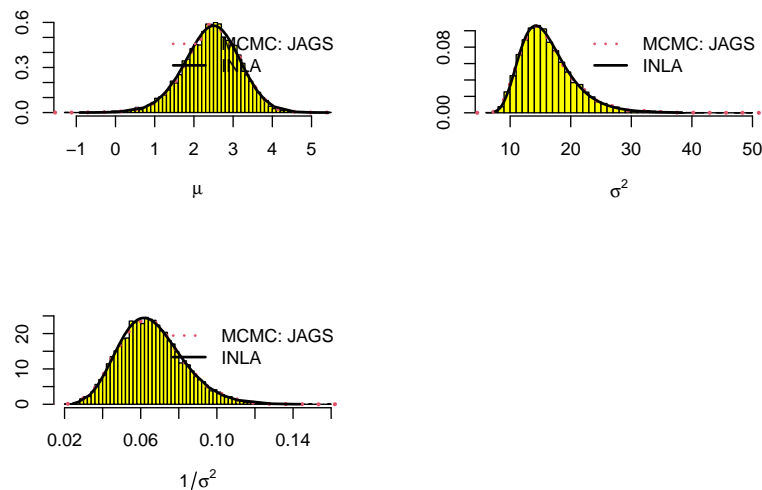 0.0 0.3 0.6
MCMC: JAGS
INLA
−1 0 1 2 3 4 5
μ
0.00 0.08
MCMC: JAGS
INLA
10 20 30 40 50
σ²
0 10 20
MCMC: JAGS
INLA
0.02 0.06 0.10 0.14
1/σ²